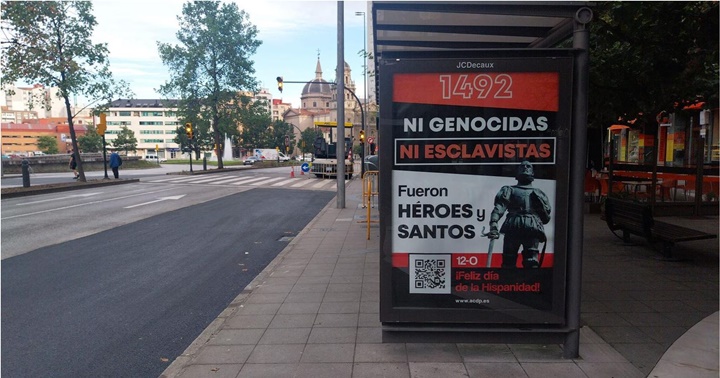 JCDecaux
1492
NI GENOCIDAS
NI ESCLAVISTAS
Fueron
HÉROES y
SANTOS
12-O
¡Feliz día
de la Hispanidad!
www.acdp.es